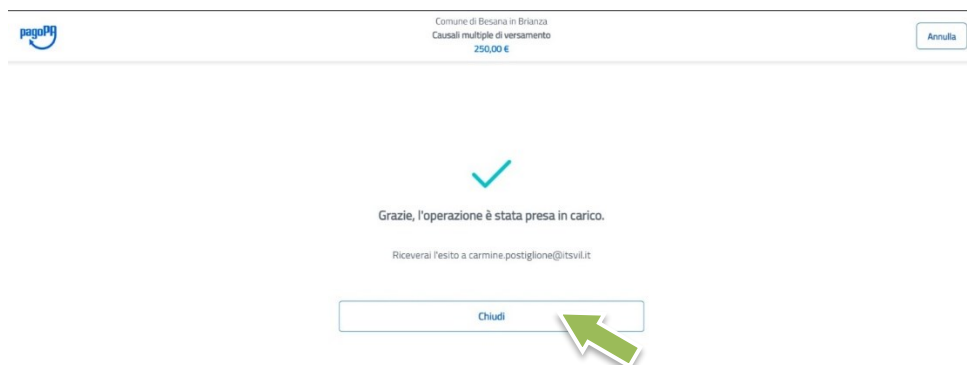 pagoPA
Comune di Besana in Brianza
Causali multiple di versamento
250,00 €
Annulla
Grazie, l'operazione è stata presa in carico.
Riceverai l'esito a carmine.postiglione@itsvil.it
Chiudi